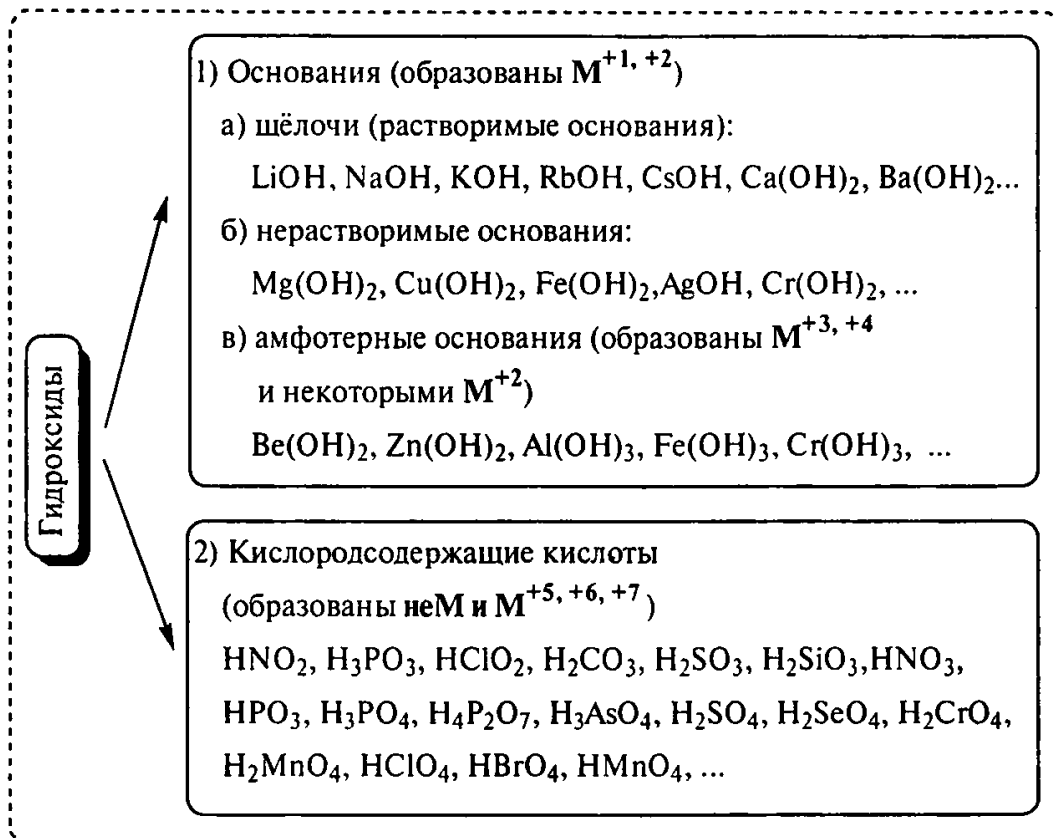 Гидроксиды
1) Основания (образованы M⁺¹, ⁺²)
а) щёлочи (растворимые основания):
LiOH, NaOH, KOH, RbOH, CsOH, Ca(OH)₂, Ba(OH)₂...
б) нерастворимые основания:
Mg(OH)₂, Cu(OH)₂, Fe(OH)₂,AgOH, Cr(OH)₂, ...
в) амфотерные основания (образованы M⁺³, ⁺⁴
и некоторыми M⁺²)
Be(OH)₂, Zn(OH)₂, Al(OH)₃, Fe(OH)₃, Cr(OH)₃, ...
2) Кислородсодержащие кислоты
(образованы неМ и M⁺⁵, ⁺⁶, ⁺⁷)
HNO₂, H₃PO₃, HClO₂, H₂CO₃, H₂SO₃, H₂SiO₃,HNO₃,
HPO₃, H₃PO₄, H₄P₂O₇, H₃AsO₄, H₂SO₄, H₂SeO₄, H₂CrO₄,
H₂MnO₄, HClO₄, HBrO₄, HMnO₄, ...